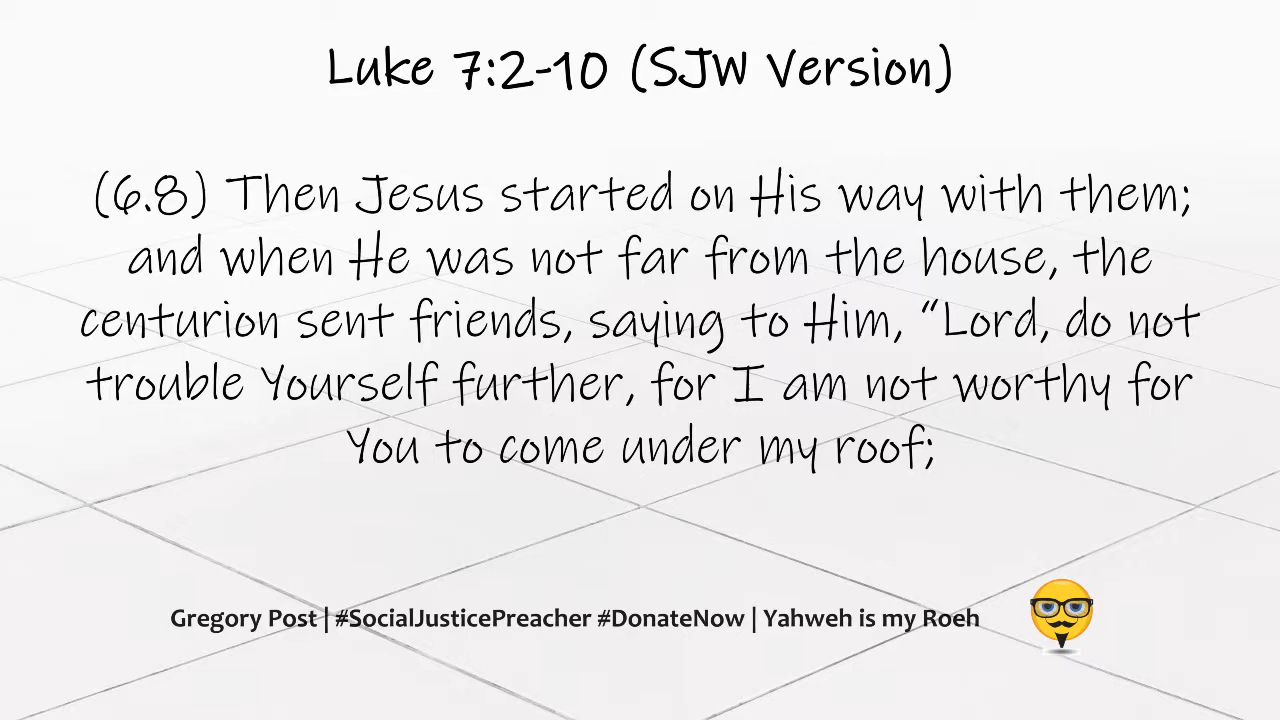 Luke 7:2-10 (SJW Version)
(6.8) Then Jesus started on His way with them;
and when He was not far from the house, the
centurion sent friends, saying to Him, “Lord, do not
trouble Yourself further, for I am not worthy for
You to come under my roof;
Gregory Post | #SocialJusticePreacher #DonateNow | Yahweh is my Roeh